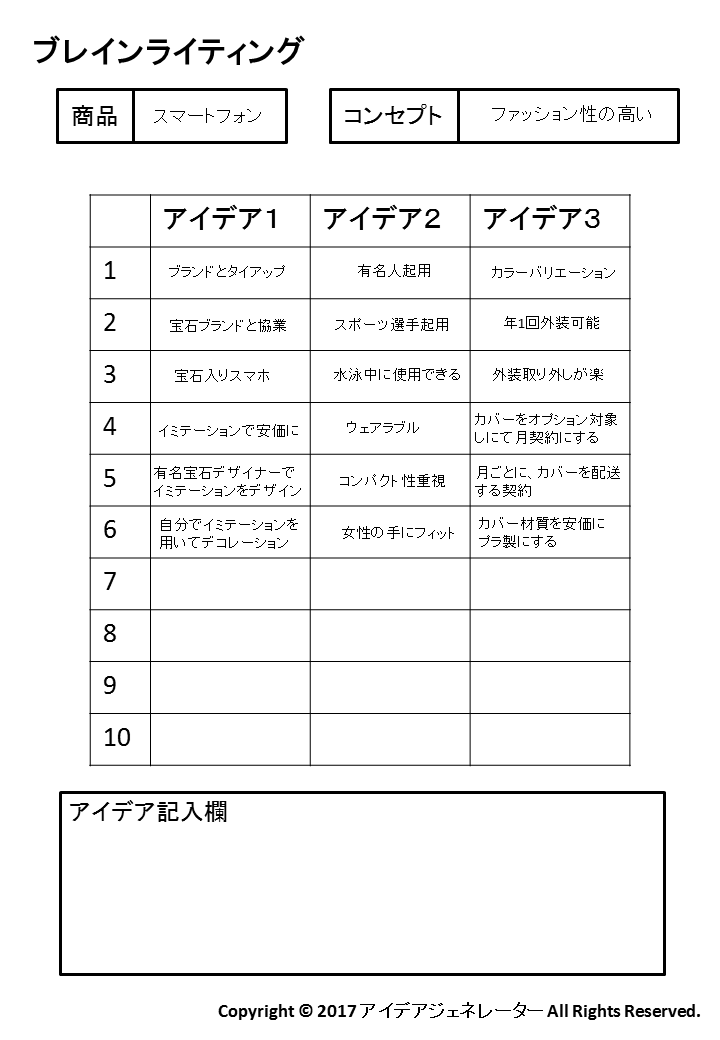 ブレインライティング
商品 スマートフォン コンセプト ファッション性の高い
アイデア１ アイデア２ アイデア３
1 ブランドとタイアップ 有名人起用 カラーバリエーション
2 宝石ブランドと協業 スポーツ選手起用 年1回外装可能
3 宝石入りスマホ 水泳中に使用できる 外装取り外しが楽
4 イミテーションで安価に ウェアラブル カバーをオプション対象
しにて月契約にする
5 有名宝石デザイナーで
イミテーションをデザイン コンパクト性重視 月ごとに、カバーを配送
する契約
6 自分でイミテーションを
用いてデコレーション 女性の手にフィット カバー材質を安価に
プラ製にする
7
8
9
10
アイデア記入欄
Copyright © 2017 アイデアジェネレーター All Rights Reserved.